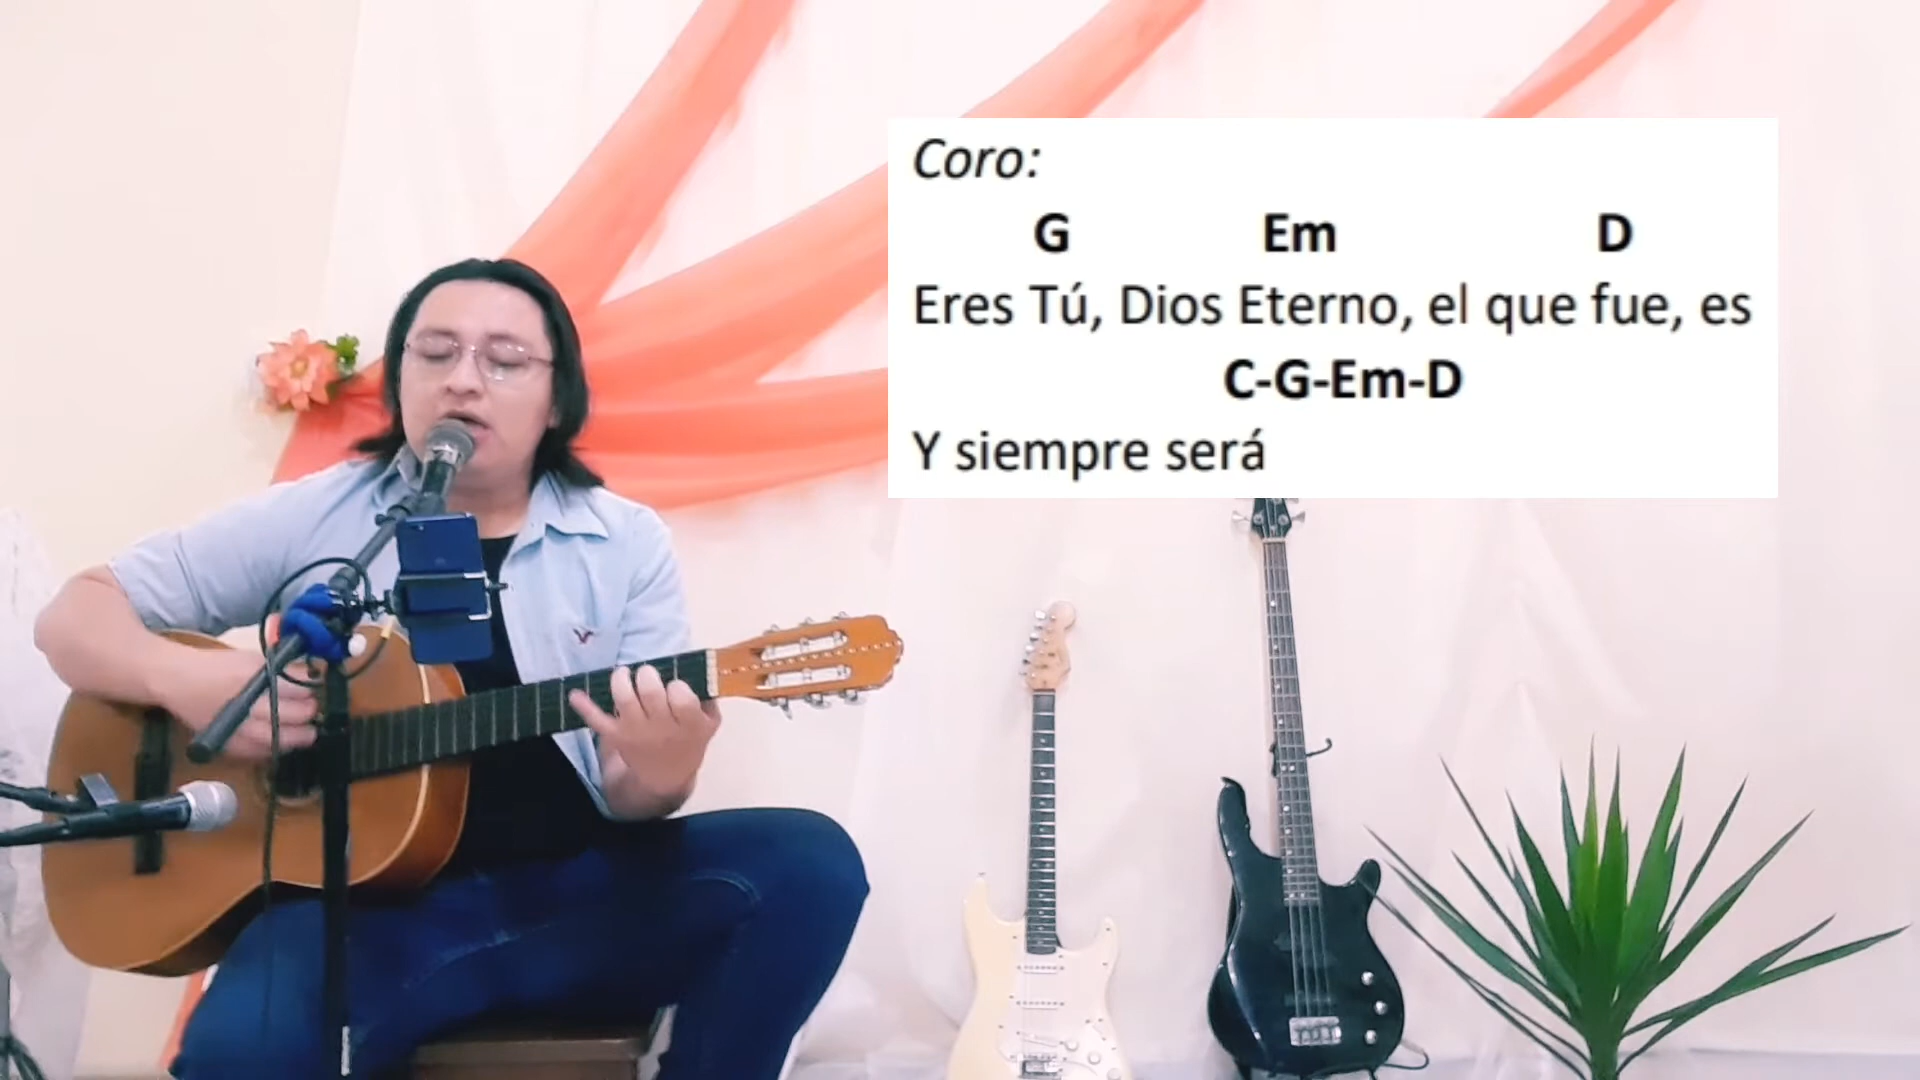 Coro:
G Em D
Eres Tú, Dios Eterno, el que fue, es
C-G-Em-D
Y siempre será